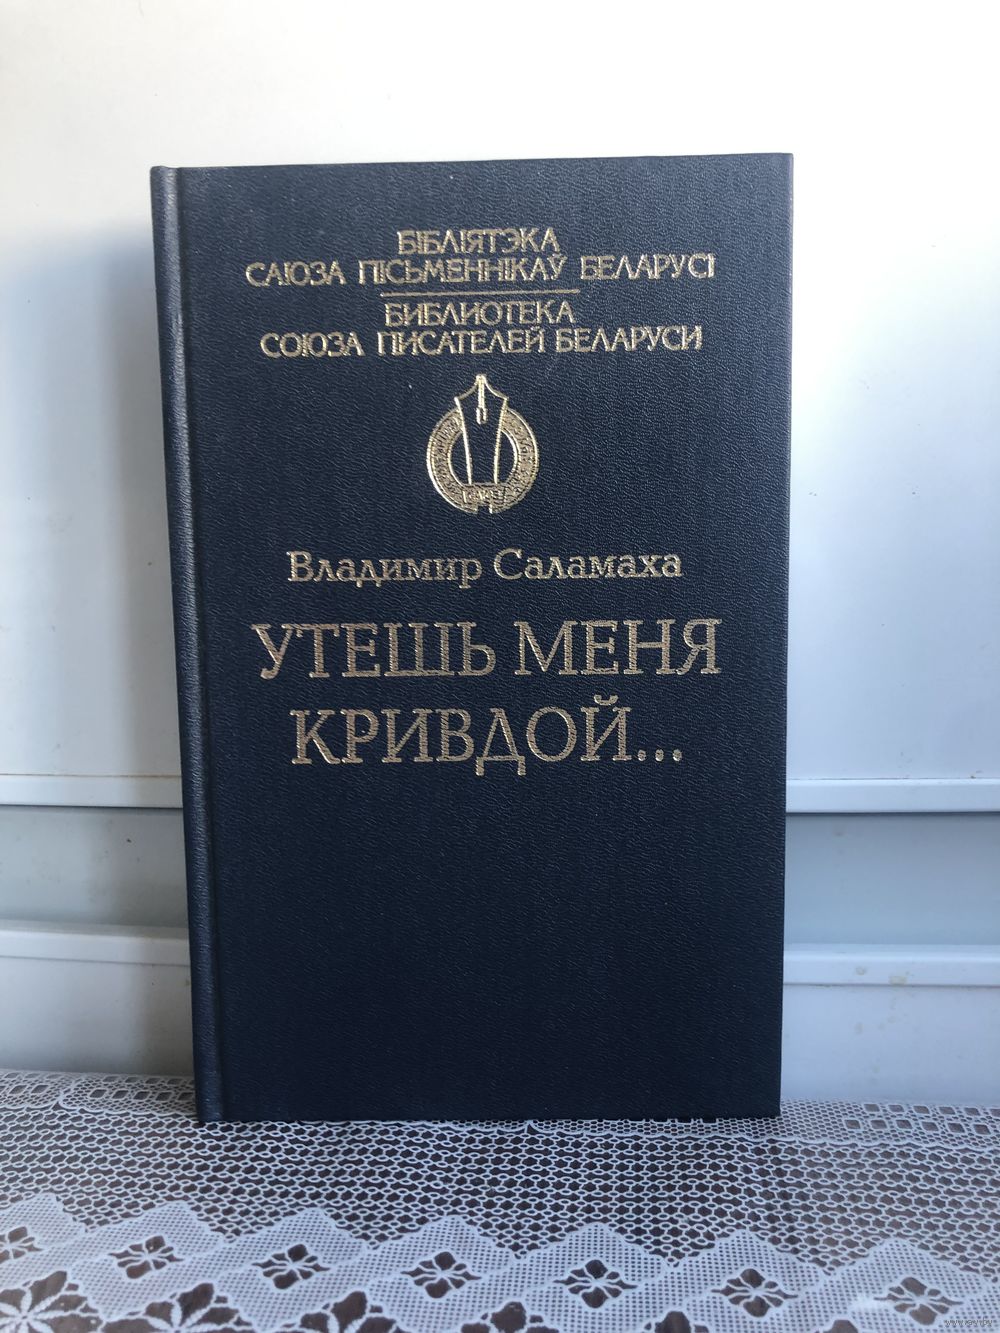 БІБЛІЯТЭКА
САЮЗА ПІСЬМЕННІКАЎ БЕЛАРУСІ
БИБЛИОТЕКА
СОЮЗА ПИСАТЕЛЕЙ БЕЛАРУСИ
Владимир Саламаха
УТЕШЬ МЕНЯ
КРИВДОЙ...